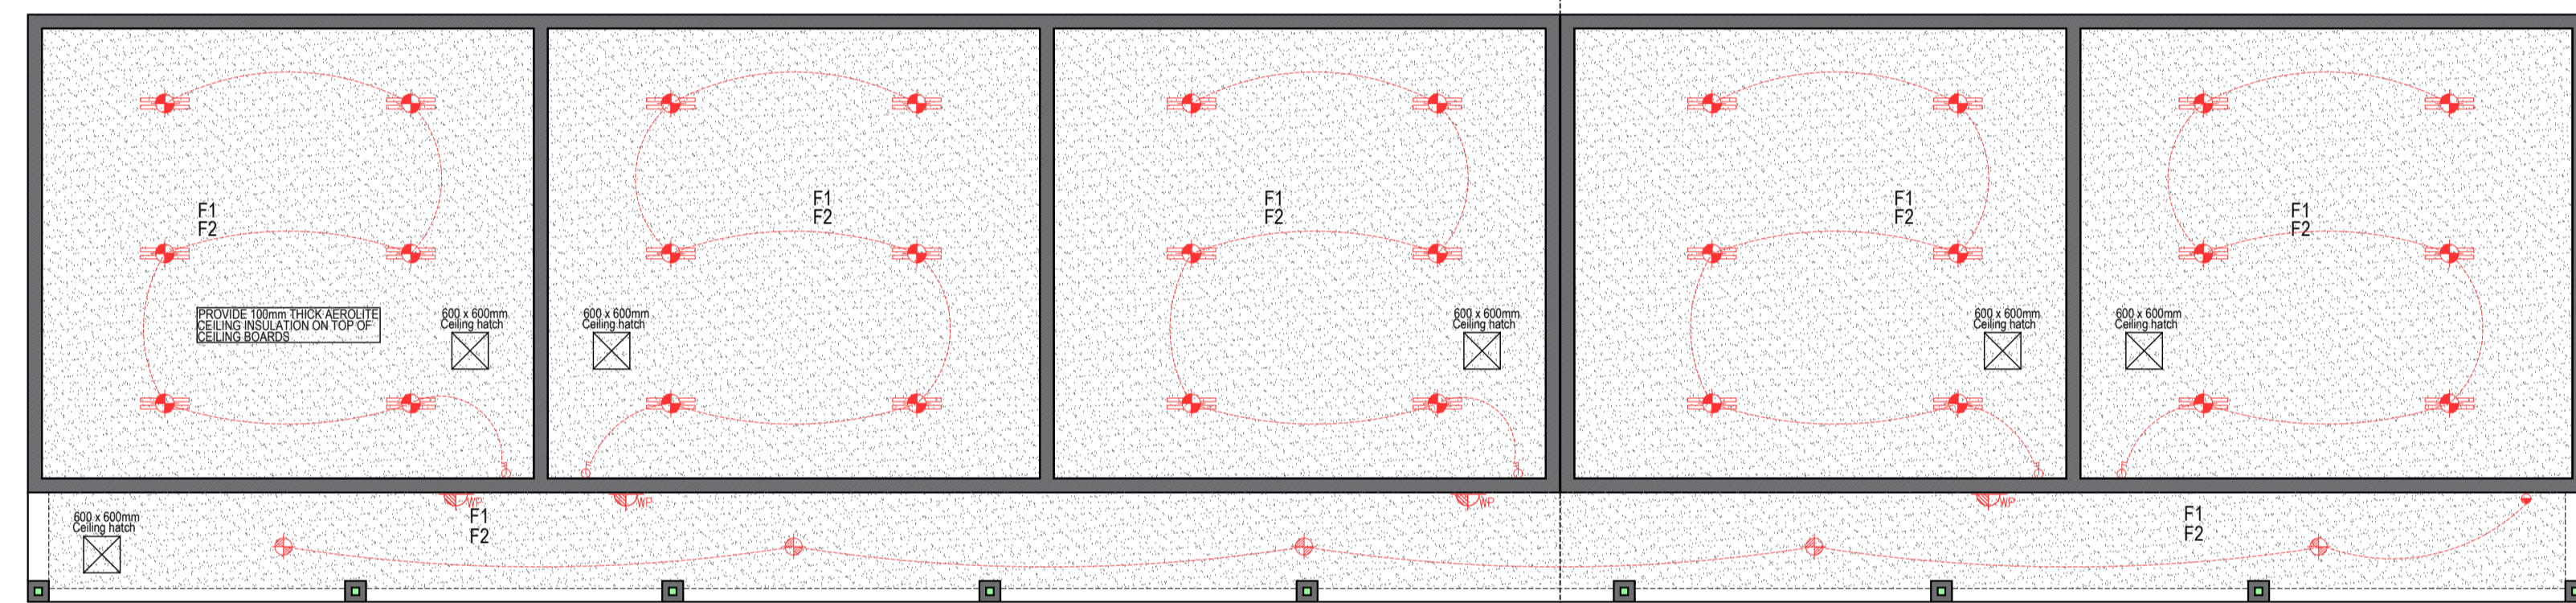 F1
F2
PROVIDE 100mm THICK AEROLITE
CEILING INSULATION ON TOP OF
CEILING BOARDS
600 x 600mm
Ceiling hatch
F1
F2
600 x 600mm
Ceiling hatch
F1
F2
600 x 600mm
Ceiling hatch
F1
F2
600 x 600mm
Ceiling hatch
F1
F2
600 x 600mm
Ceiling hatch
600 x 600mm
Ceiling hatch
WP
F1
F2
WP
WP
WP
F1
F2